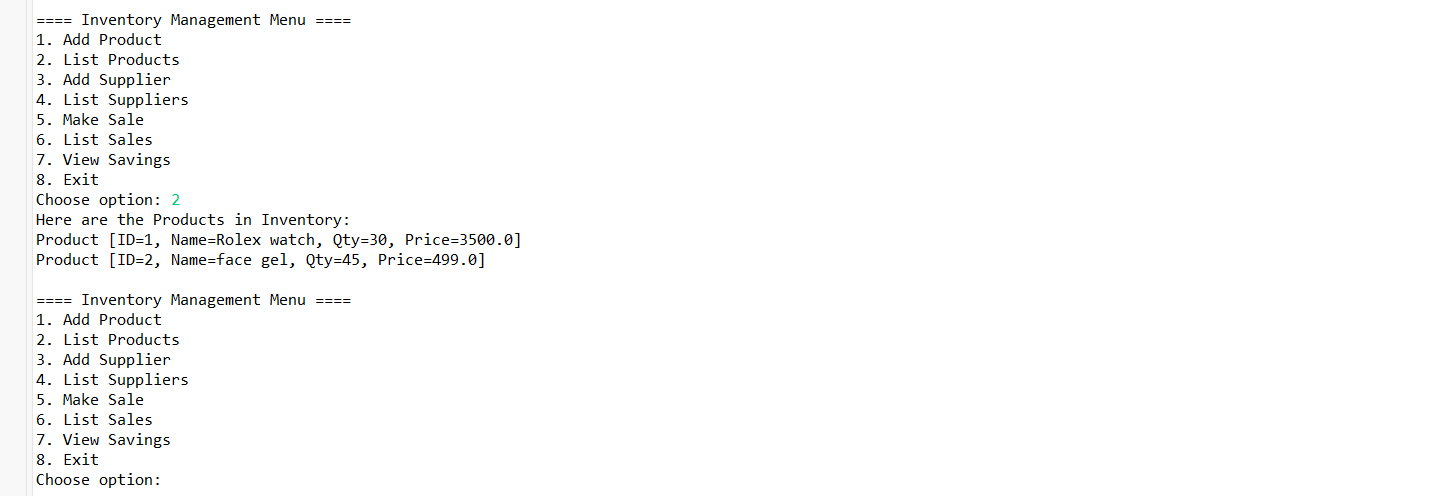 ==== Inventory Management Menu ====
1. Add Product
2. List Products
3. Add Supplier
4. List Suppliers
5. Make Sale
6. List Sales
7. View Savings
8. Exit
Choose option: 2
Here are the Products in Inventory:
Product [ID=1, Name=Rolex watch, Qty=30, Price=3500.0]
Product [ID=2, Name=face gel, Qty=45, Price=499.0]

==== Inventory Management Menu ====
1. Add Product
2. List Products
3. Add Supplier
4. List Suppliers
5. Make Sale
6. List Sales
7. View Savings
8. Exit
Choose option: